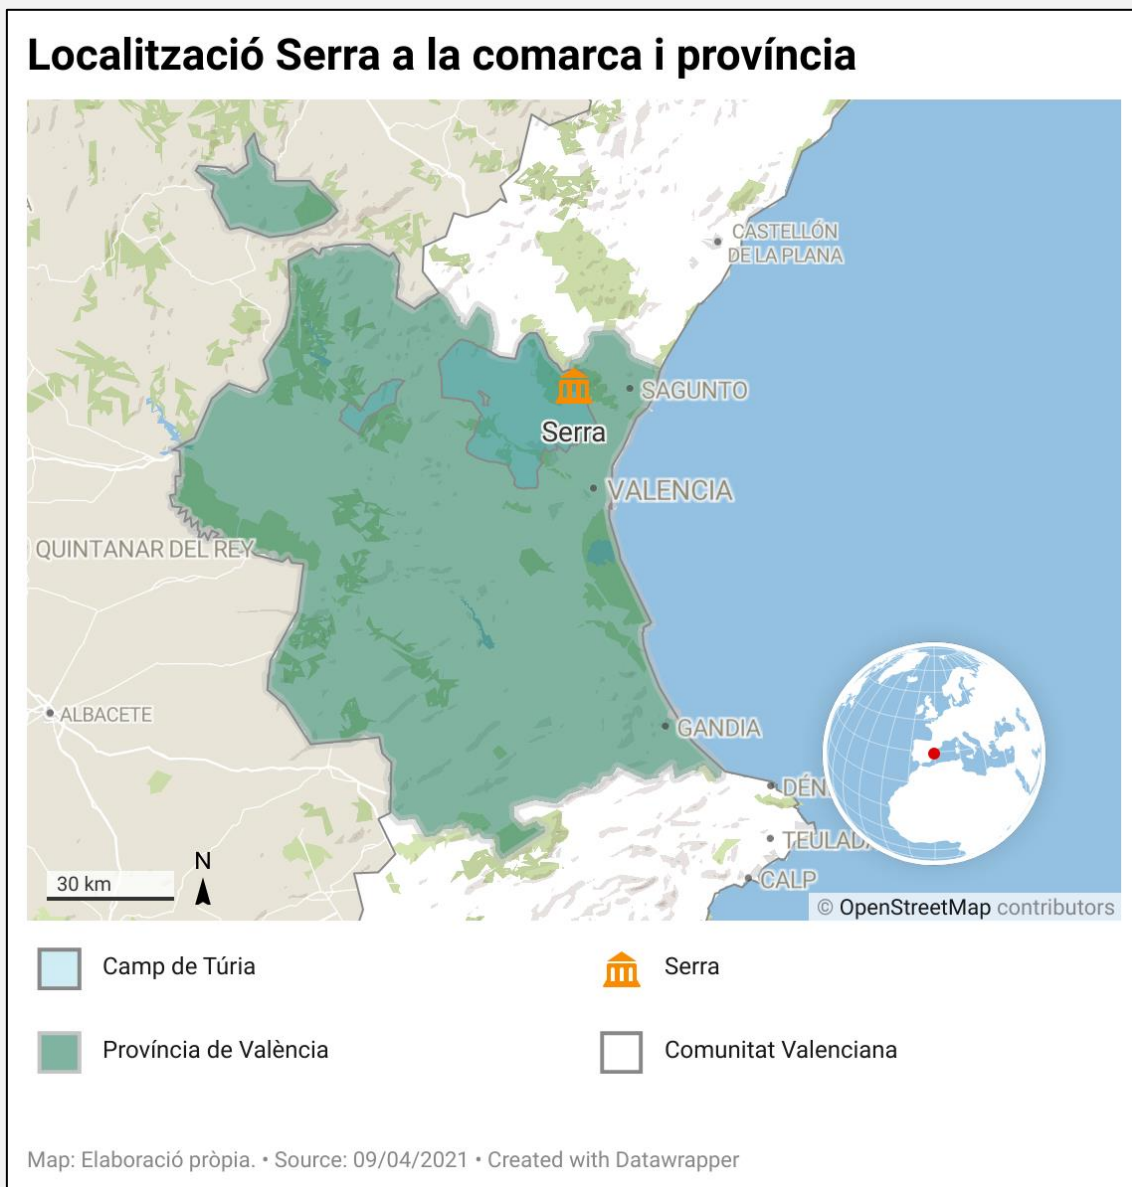 Localització Serra a la comarca i província
CASTELLÓN
DE LA PLANA
SAGUNTO
Serra
VALENCIA
QUINTANAR DEL REY
ALBACETE
GANDIA
DÉN
TEULADA
CALP
N
30 km
© OpenStreetMap contributors
Camp de Túria
Serra
Província de València
Comunitat Valenciana
Map: Elaboració pròpia. • Source: 09/04/2021 • Created with Datawrapper